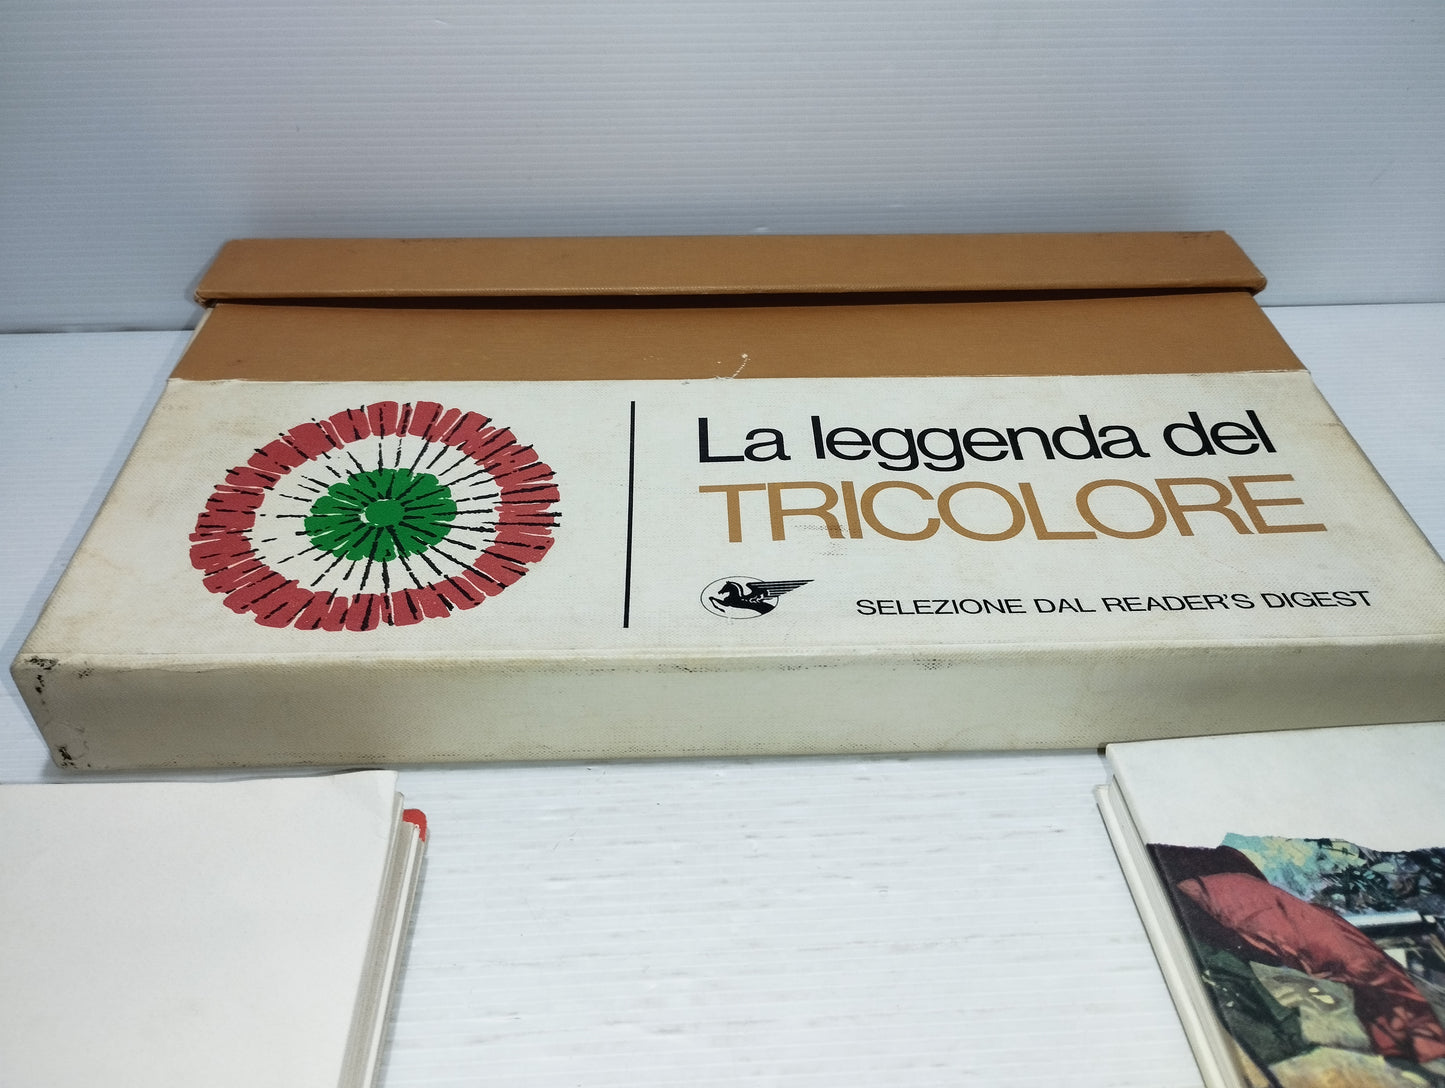 La leggenda del
TRICOLORE
SELEZIONE DAL READER'S DIGEST